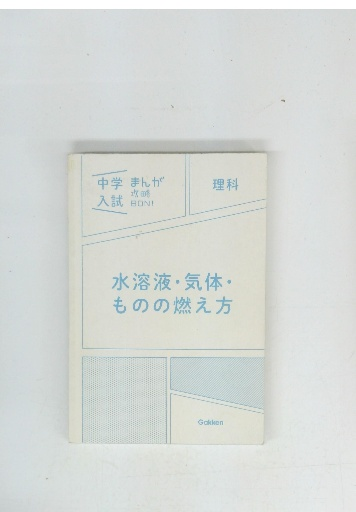 中学 まんが
入試 攻略
BON!
理科
水溶液・気体・
ものの燃え方
Gakken